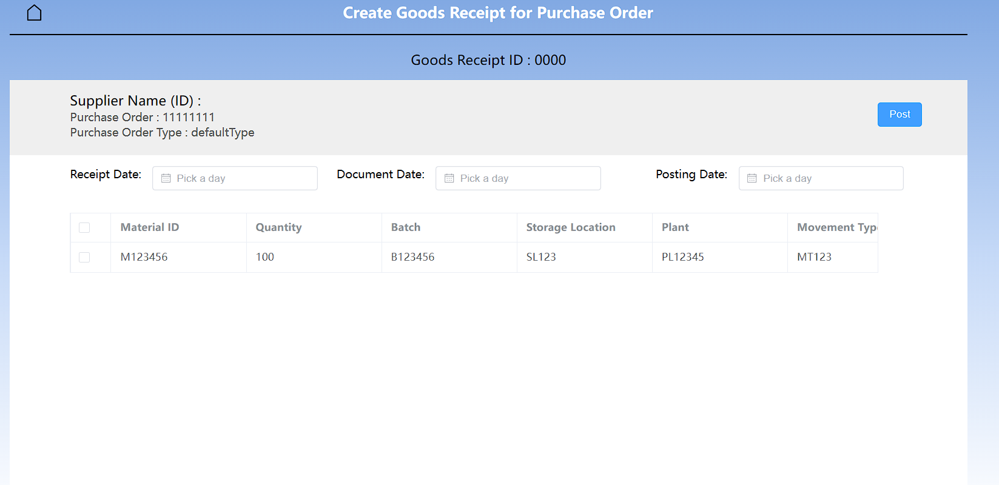 Create Goods Receipt for Purchase Order
Goods Receipt ID : 0000
Supplier Name (ID) :
Purchase Order : 11111111
Purchase Order Type : defaultType
Post
Receipt Date: Pick a day Document Date: Pick a day Posting Date: Pick a day
Material ID Quantity Batch Storage Location Plant Movement Typ
M123456 100 B123456 SL123 PL12345 MT123